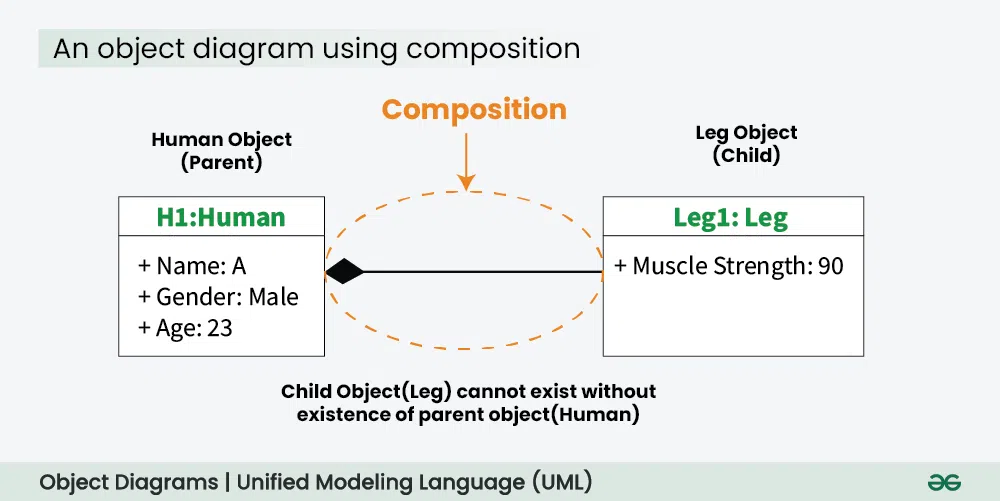 An object diagram using composition
Composition
Human Object
(Parent)
Leg Object
(Child)
H1:Human
+ Name: A
+ Gender: Male
+ Age: 23
Leg1: Leg
+ Muscle Strength: 90
Child Object(Leg) cannot exist without
existence of parent object(Human)
Object Diagrams | Unified Modeling Language (UML)